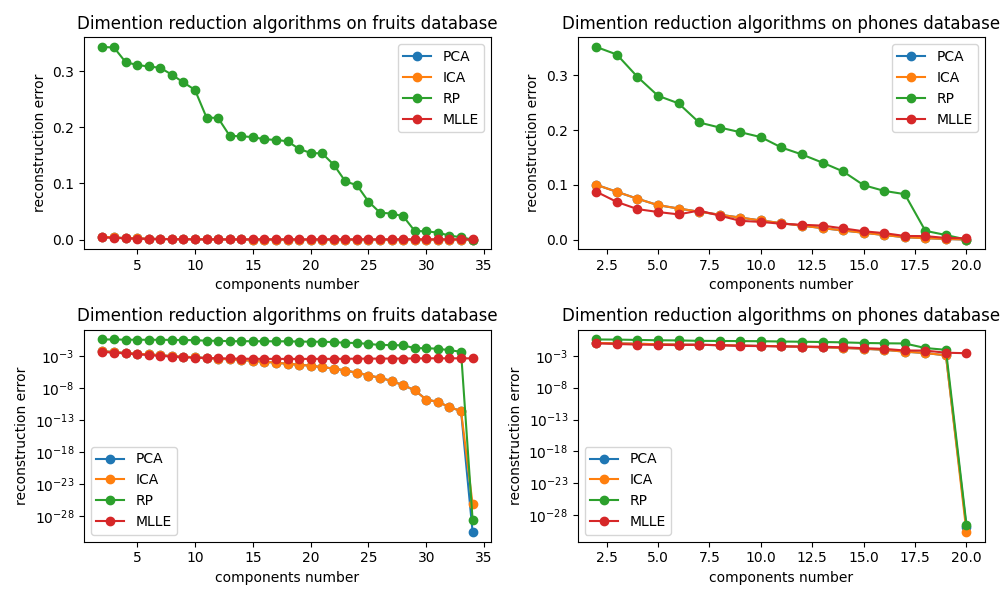 Dimention reduction algorithms on fruits database
reconstruction error
0.3
0.2
0.1
0.0
5
10
15
20
25
30
35
components number
PCA
ICA
RP
MLLE
Dimention reduction algorithms on phones database
reconstruction error
0.3
0.2
0.1
0.0
2.5
5.0
7.5
10.0
12.5
15.0
17.5
20.0
components number
PCA
ICA
RP
MLLE
Dimention reduction algorithms on fruits database
reconstruction error
10⁻³
10⁻⁸
10⁻¹³
10⁻¹⁸
10⁻²³
10⁻²⁸
5
10
15
20
25
30
35
components number
PCA
ICA
RP
MLLE
Dimention reduction algorithms on phones database
reconstruction error
10⁻³
10⁻⁸
10⁻¹³
10⁻¹⁸
10⁻²³
10⁻²⁸
2.5
5.0
7.5
10.0
12.5
15.0
17.5
20.0
components number
PCA
ICA
RP
MLLE